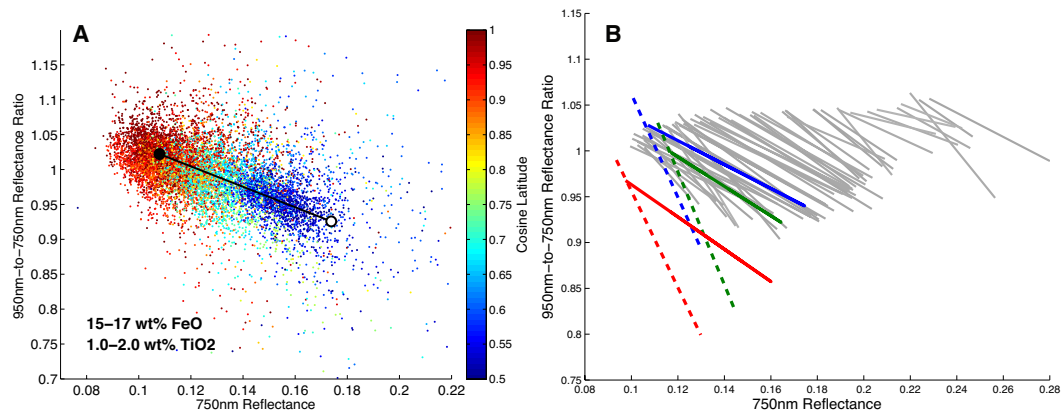 A
1.15
1.1
1.05
1
0.95
0.9
0.85
0.8
0.75
0.7
950nm-to-750nm Reflectance Ratio
15–17 wt% FeO
1.0–2.0 wt% TiO2
0.08 0.1 0.12 0.14 0.16 0.18 0.2 0.22
750nm Reflectance
1
0.95
0.9
0.85
0.8
0.75
0.7
0.65
0.6
0.55
0.5
Cosine Latitude
B
1.15
1.1
1.05
1
0.95
0.9
0.85
0.8
0.75
950nm-to-750nm Reflectance Ratio
0.08 0.1 0.12 0.14 0.16 0.18 0.2 0.22 0.24 0.26 0.28
750nm Reflectance